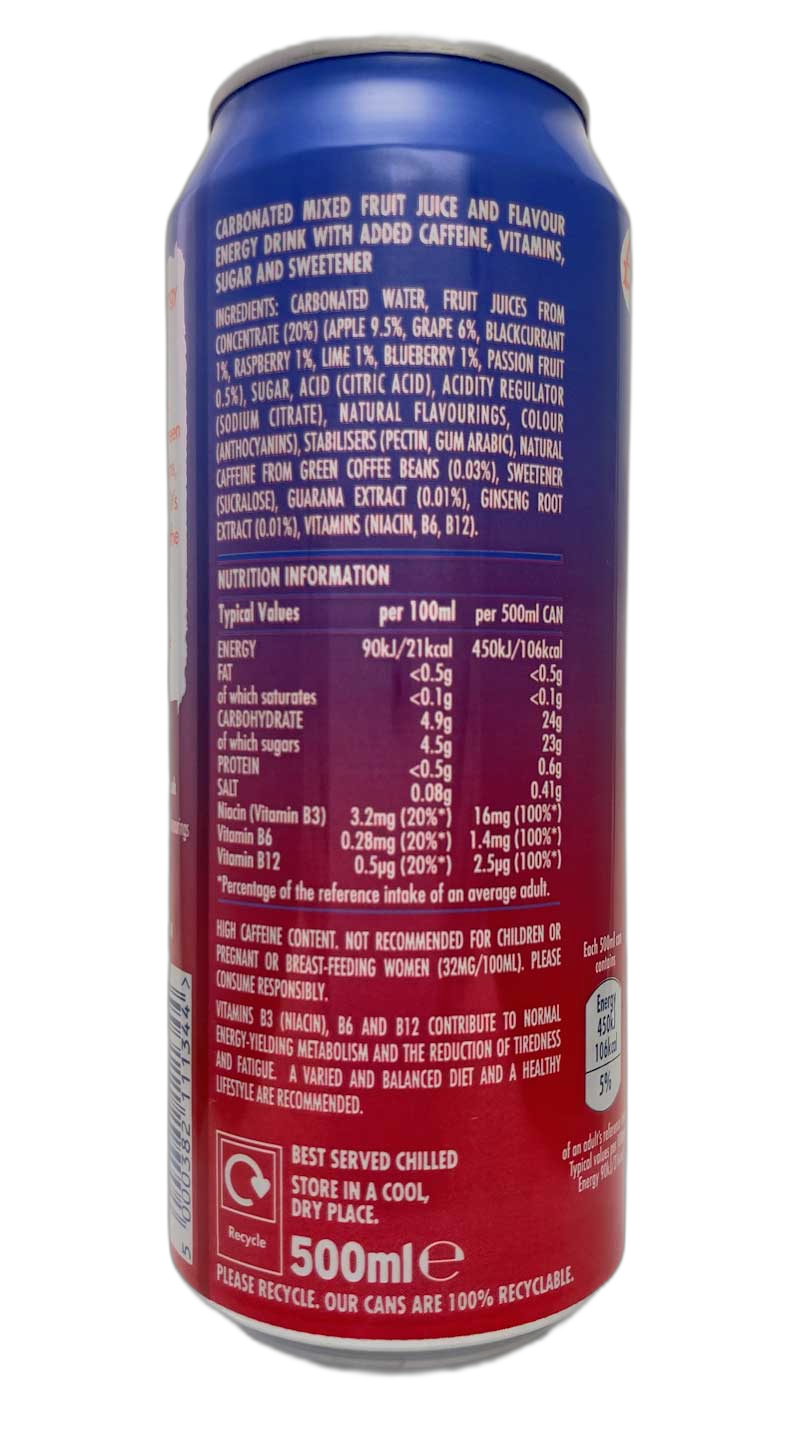 CARBONATED MIXED FRUIT JUICE AND FLAVOUR
ENERGY DRINK WITH ADDED CAFFEINE, VITAMINS,
SUGAR AND SWEETENER
INGREDIENTS: CARBONATED WATER, FRUIT JUICES FROM
CONCENTRATE (20%) (APPLE 9.5%, GRAPE 6%, BLACKCURRANT
1%, RASPBERRY 1%, LIME 1%, BLUEBERRY 1%, PASSION FRUIT
0.5%), SUGAR, ACID (CITRIC ACID), ACIDITY REGULATOR
(SODIUM CITRATE), NATURAL FLAVOURINGS, COLOUR
(ANTHOCYANINS), STABILISERS (PECTIN, GUM ARABIC), NATURAL
CAFFEINE FROM GREEN COFFEE BEANS (0.03%), SWEETENER
(SUCRALOSE), GUARANA EXTRACT (0.01%), GINSENG ROOT
EXTRACT (0.01%), VITAMINS (NIACIN, B6, B12).
NUTRITION INFORMATION
Typical Values per 100ml per 500ml CAN
ENERGY 90kJ/21kcal 450kJ/106kcal
FAT <0.5g <0.5g
of which saturates <0.1g <0.1g
CARBOHYDRATE 4.9g 24g
of which sugars 4.5g 23g
PROTEIN <0.5g 0.6g
SALT 0.08g 0.41g
Niacin (Vitamin B3) 3.2mg (20%*) 16mg (100%*)
Vitamin B6 0.28mg (20%*) 1.4mg (100%*)
Vitamin B12 0.5µg (20%*) 2.5µg (100%*)
*Percentage of the reference intake of an average adult.
HIGH CAFFEINE CONTENT. NOT RECOMMENDED FOR CHILDREN OR
PREGNANT OR BREAST-FEEDING WOMEN (32MG/100ML). PLEASE
CONSUME RESPONSIBLY.
VITAMINS B3 (NIACIN), B6 AND B12 CONTRIBUTE TO NORMAL
ENERGY-YIELDING METABOLISM AND THE REDUCTION OF TIREDNESS
AND FATIGUE. A VARIED AND BALANCED DIET AND A HEALTHY
LIFESTYLE ARE RECOMMENDED.
BEST SERVED CHILLED
STORE IN A COOL,
DRY PLACE.
Recycle
500ml e
PLEASE RECYCLE. OUR CANS ARE 100% RECYCLABLE.
5 000382 111344 >
Each 500ml can
contains
Energy
450kJ
106kcal
5%
of an adult's reference
Typical values per
Energy 90kJ/